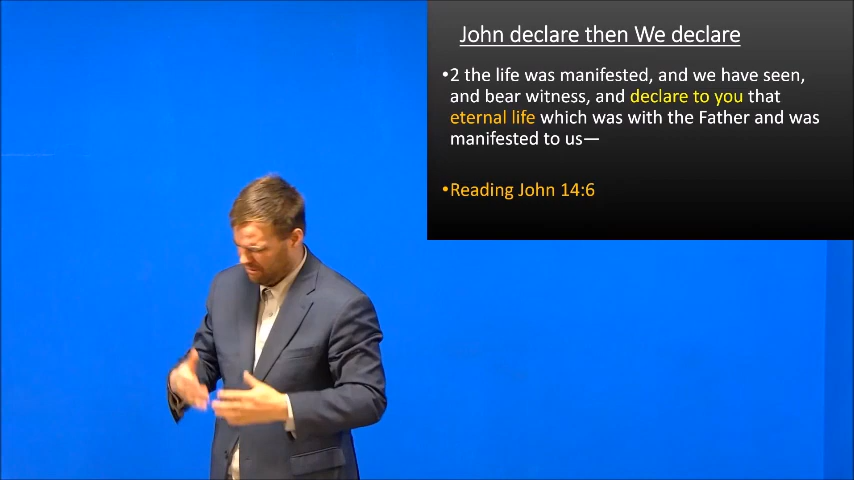 John declare then We declare
•2 the life was manifested, and we have seen,
and bear witness, and declare to you that
eternal life which was with the Father and was
manifested to us—
•Reading John 14:6